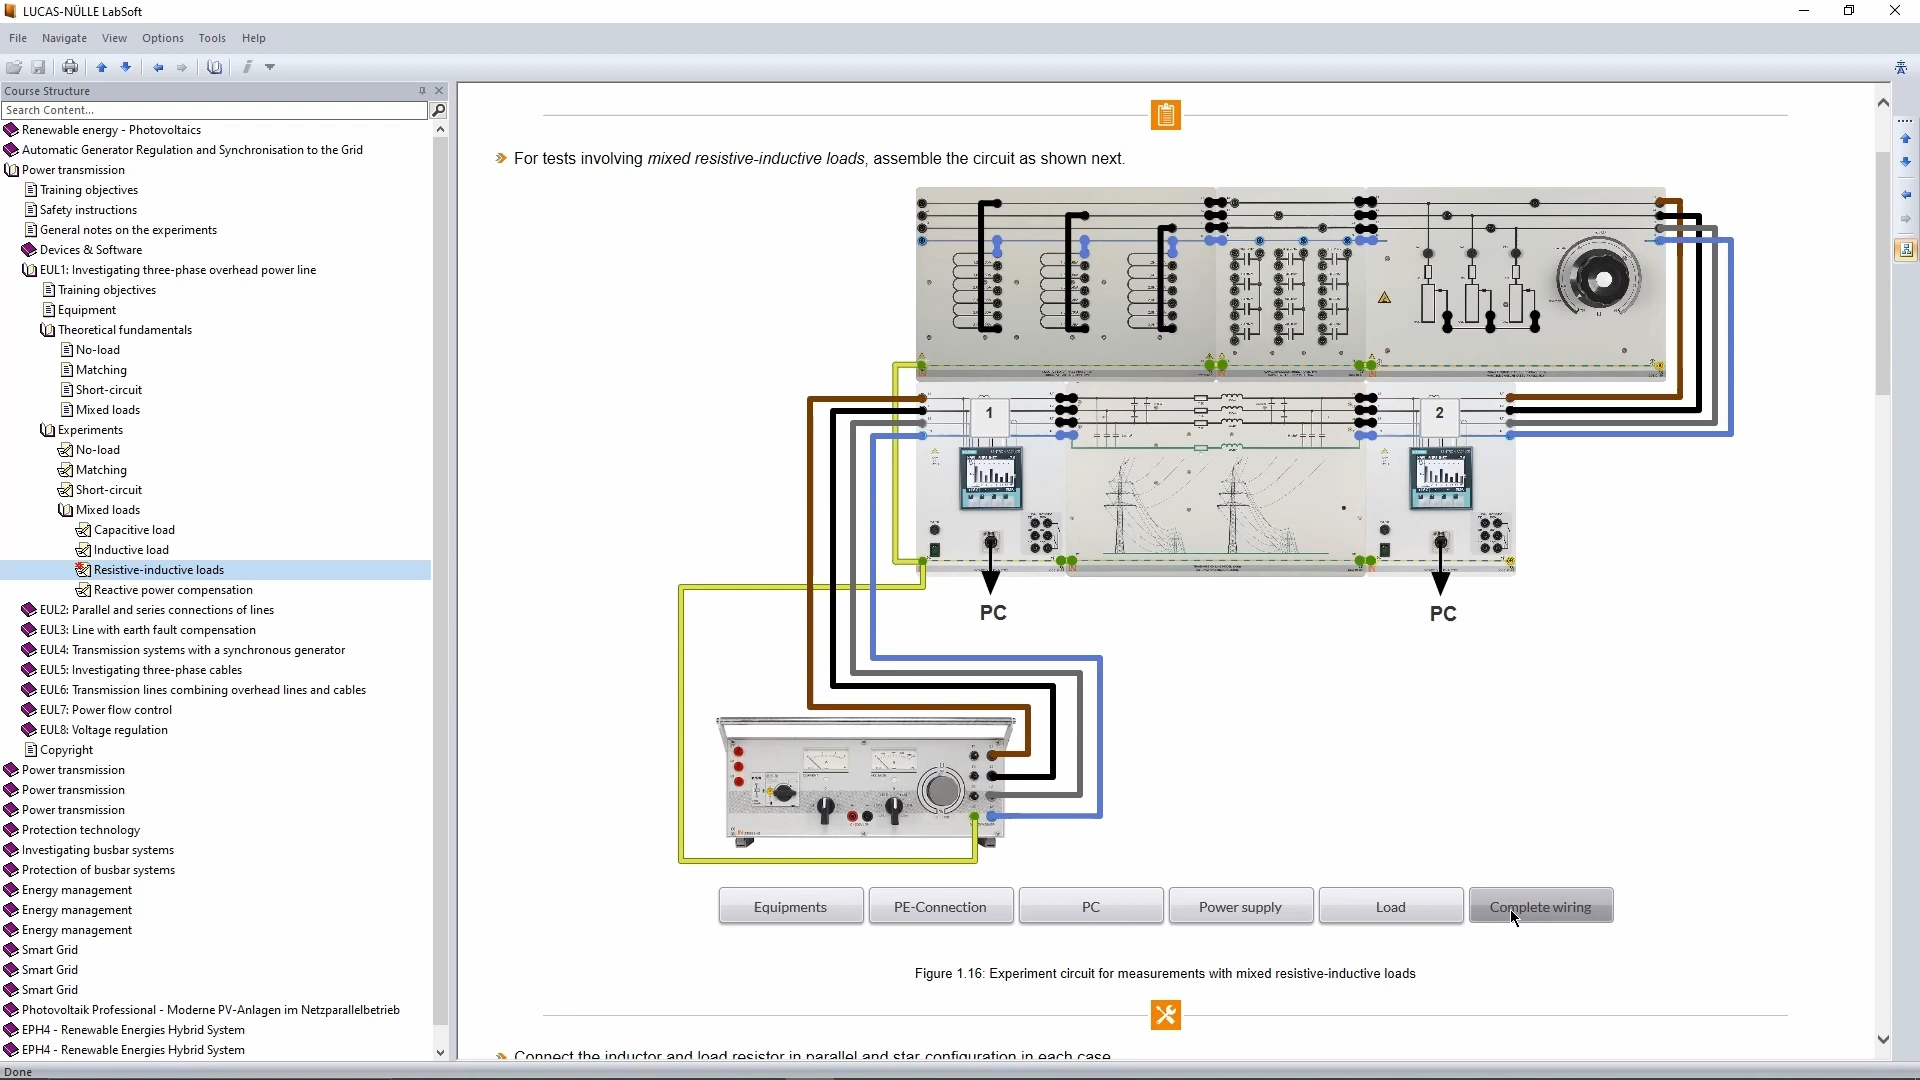 LUCAS-NÜLLE LabSoft
File Navigate View Options Tools Help
Course Structure
Search Content...
Renewable energy - Photovoltaics
Automatic Generator Regulation and Synchronisation to the Grid
Power transmission
Training objectives
Safety instructions
General notes on the experiments
Devices & Software
EUL1: Investigating three-phase overhead power line
Training objectives
Equipment
Theoretical fundamentals
No-load
Matching
Short-circuit
Mixed loads
Experiments
No-load
Matching
Short-circuit
Mixed loads
Capacitive load
Inductive load
Resistive-inductive loads
Reactive power compensation
EUL2: Parallel and series connections of lines
EUL3: Line with earth fault compensation
EUL4: Transmission systems with a synchronous generator
EUL5: Investigating three-phase cables
EUL6: Transmission lines combining overhead lines and cables
EUL7: Power flow control
EUL8: Voltage regulation
Copyright
Power transmission
Power transmission
Power transmission
Protection technology
Investigating busbar systems
Protection of busbar systems
Energy management
Energy management
Energy management
Smart Grid
Smart Grid
Smart Grid
Photovoltaik Professional - Moderne PV-Anlagen im Netzparallelbetrieb
EPH4 - Renewable Energies Hybrid System
EPH4 - Renewable Energies Hybrid System
For tests involving mixed resistive-inductive loads, assemble the circuit as shown next.
1
2
PC
PC
Equipments
PE-Connection
PC
Power supply
Load
Complete wiring
Figure 1.16: Experiment circuit for measurements with mixed resistive-inductive loads
Connect the inductor and load resistor in parallel and star configuration in each case
Done